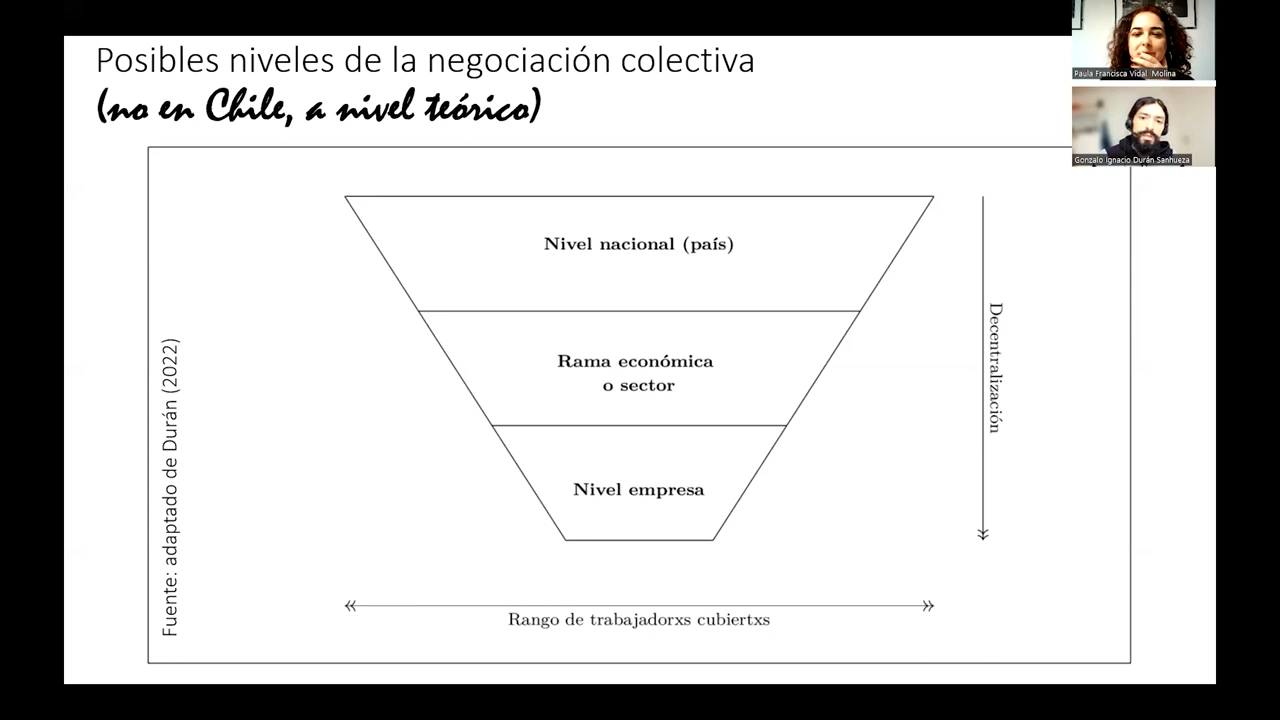 Posibles niveles de la negociación colectiva
(no en Chile, a nivel teórico)
Paula Francisca Vidal Molina
Gonzalo Ignacio Durán Sanhueza
Nivel nacional (país)
Rama económica
o sector
Nivel empresa
Decentralización
Rango de trabajadorxs cubiertxs
Fuente: adaptado de Durán (2022)